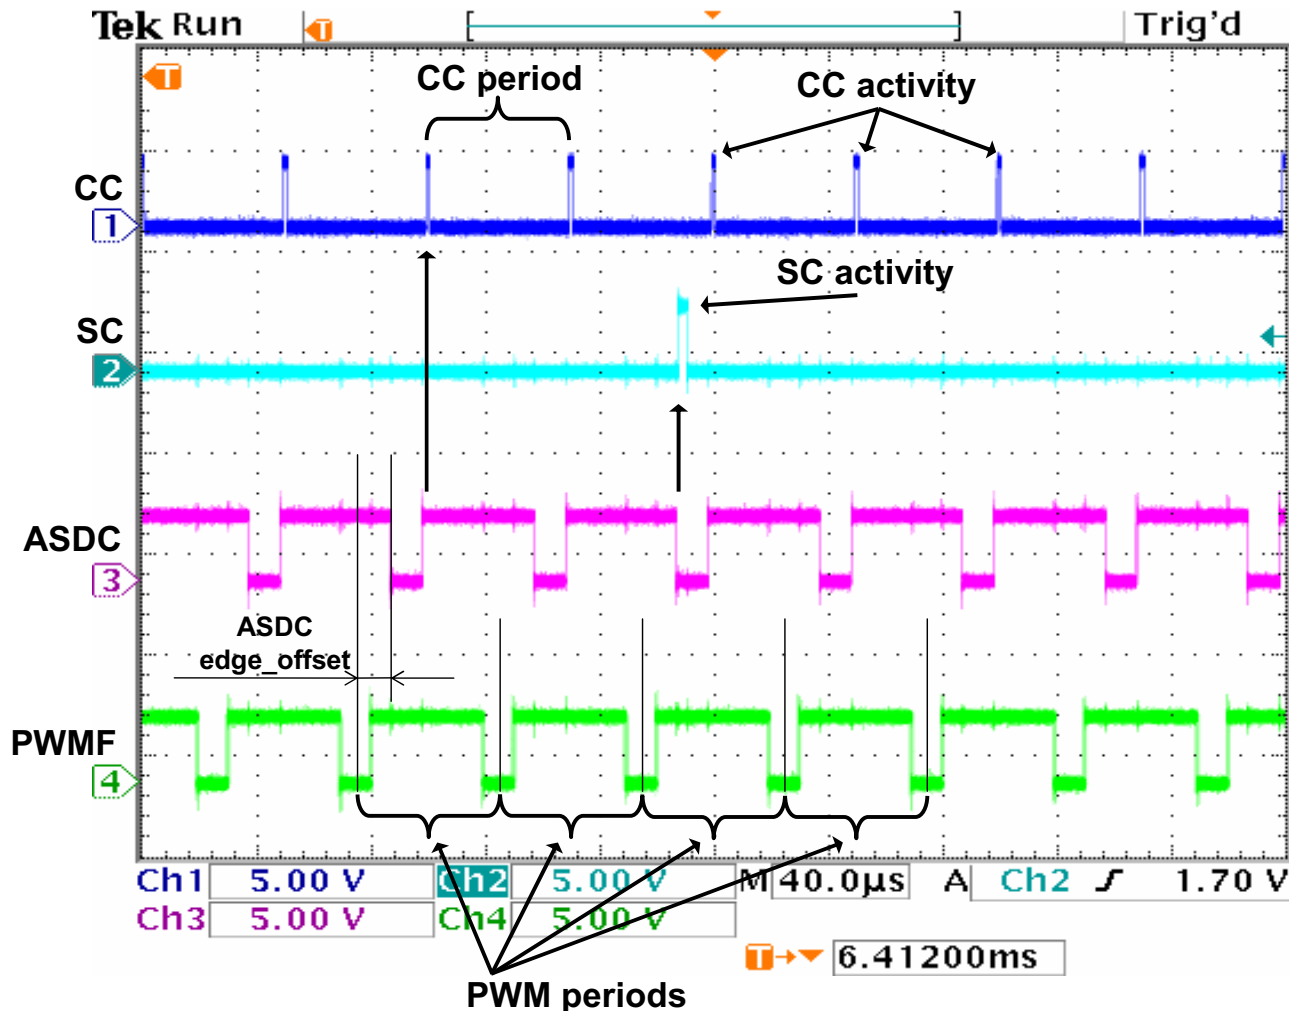 Tek Run
T
Trig'd
T
CC period
CC activity
CC
1
SC activity
SC
2
ASDC
3
ASDC
edge_offset
PWMF
4
Ch1 5.00 V Ch2 5.00 V M 40.0µs A Ch2 1.70 V
Ch3 5.00 V Ch4 5.00 V
T 6.41200ms
PWM periods